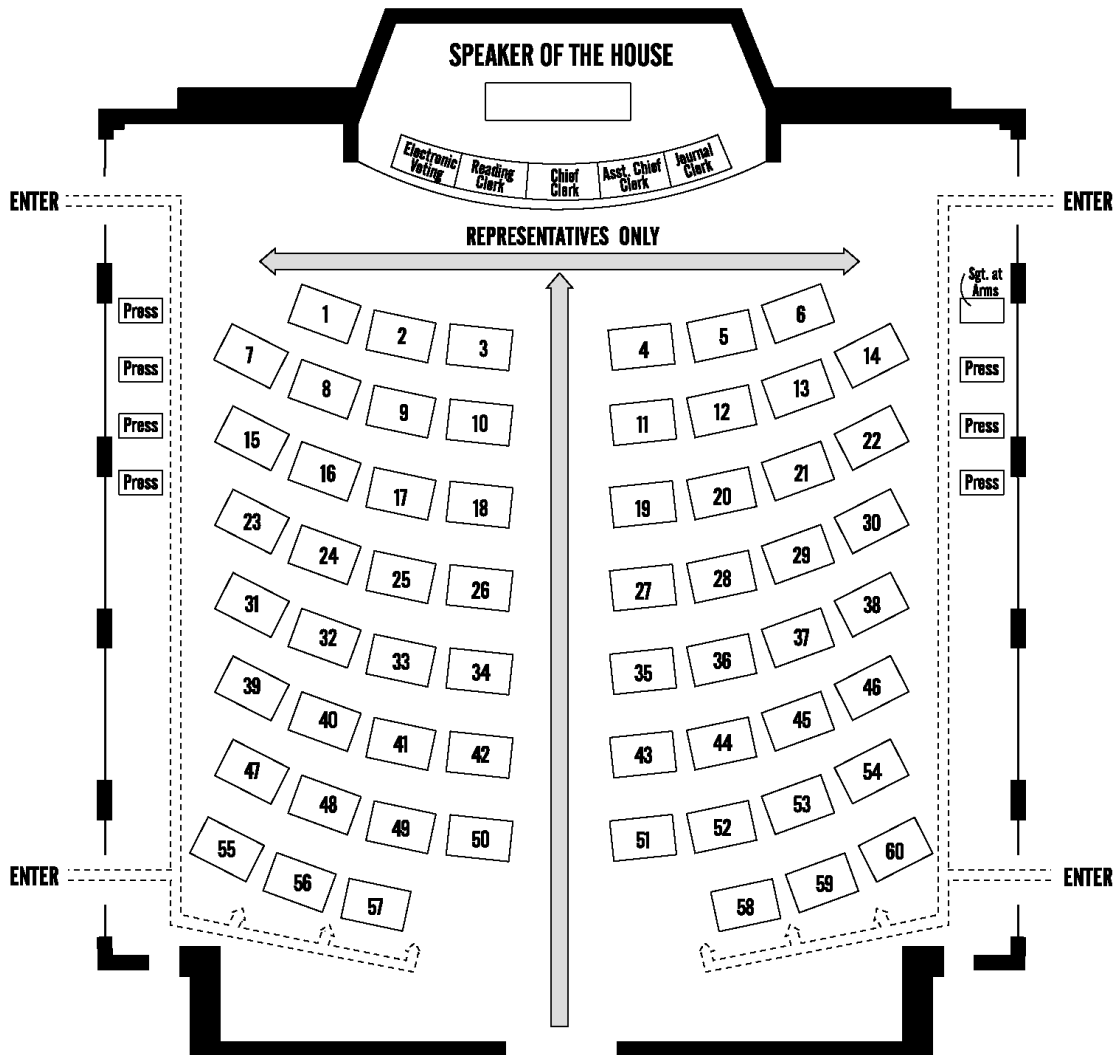 SPEAKER OF THE HOUSE
Electronic
Voting
Reading
Clerk
Chief
Clerk
Asst. Chief
Clerk
Journal
Clerk
ENTER
ENTER
REPRESENTATIVES ONLY
Sgt. at
Arms
Press
Press
Press
Press
Press
Press
Press
1 2 3 4 5 6
7 8 9 10 11 12 13 14
15 16 17 18 19 20 21 22
23 24 25 26 27 28 29 30
31 32 33 34 35 36 37 38
39 40 41 42 43 44 45 46
47 48 49 50 51 52 53 54
55 56 57 58 59 60
ENTER
ENTER